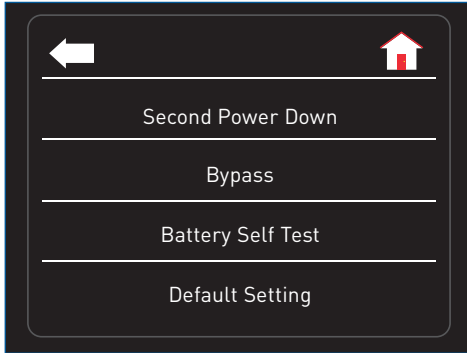 Second Power Down
Bypass
Battery Self Test
Default Setting